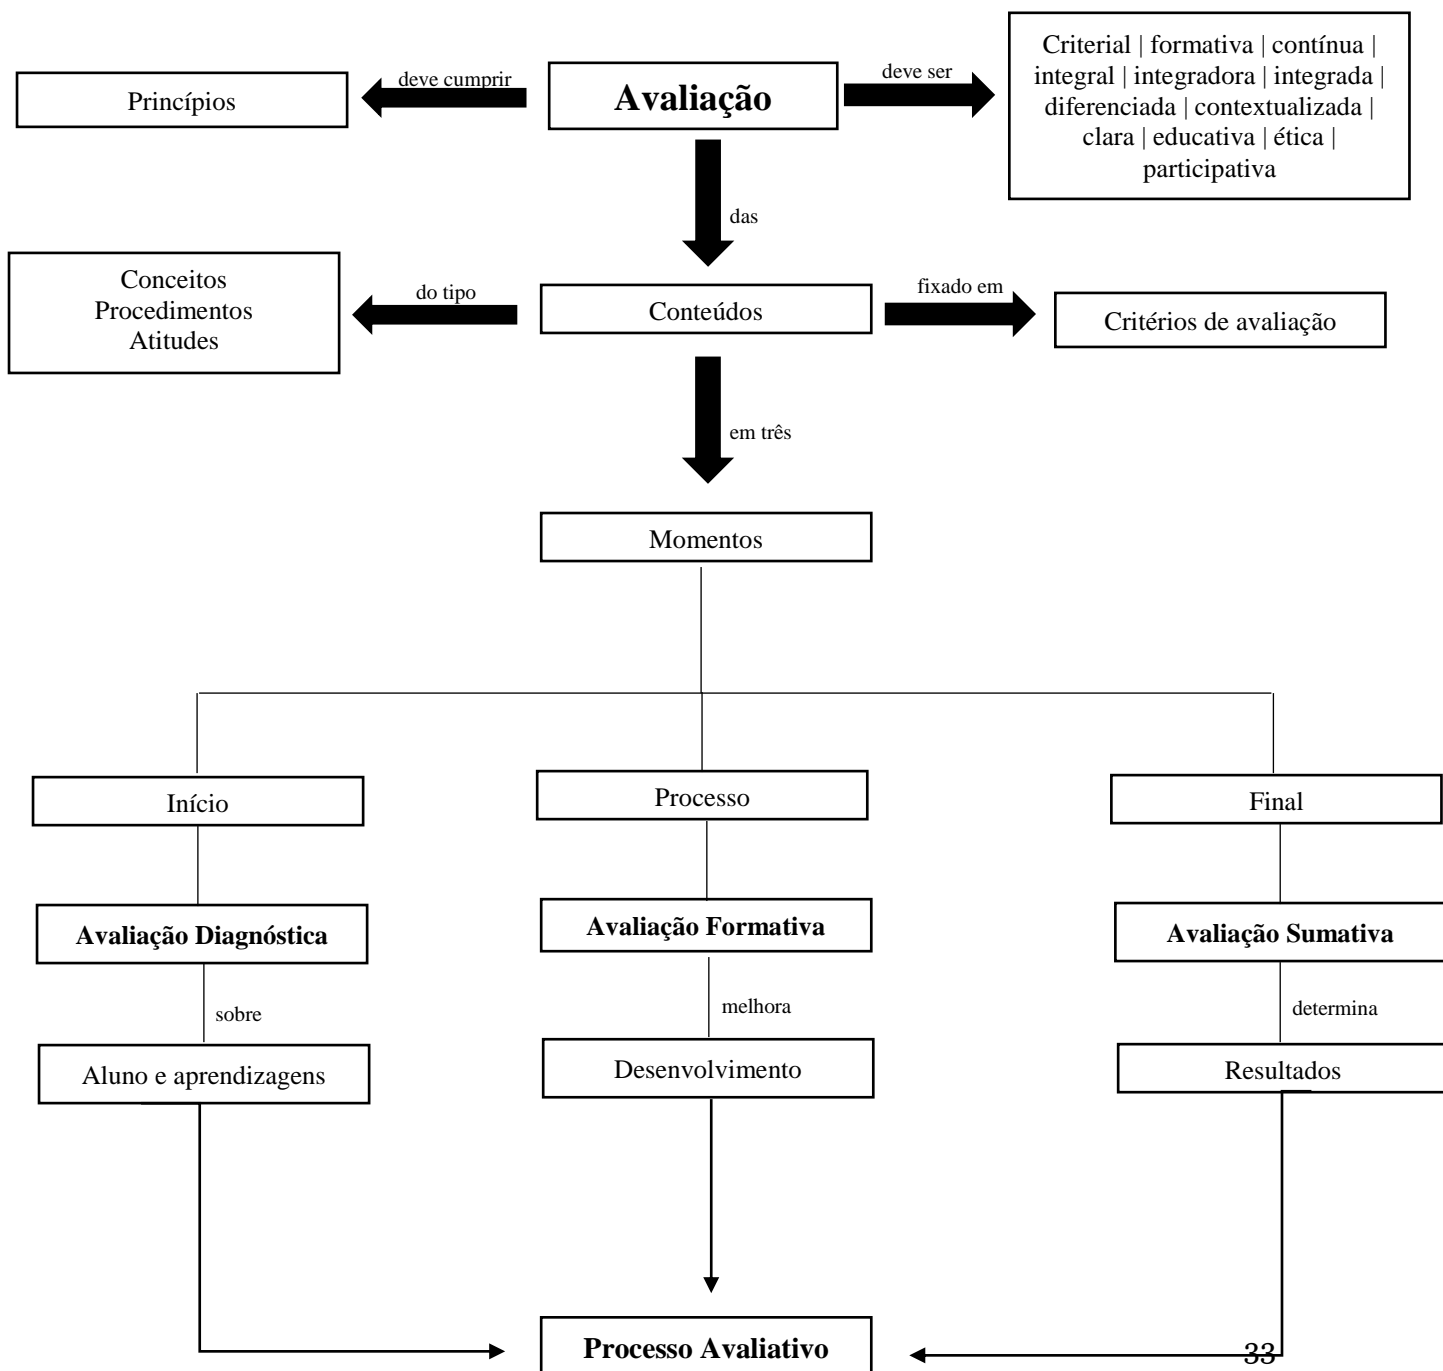 Criterial | formativa | contínua |
integral | integradora | integrada |
diferenciada | contextualizada |
clara | educativa | ética |
participativa
deve cumprir
Avaliação
deve ser
Princípios
das
Conceitos
Procedimentos
Atitudes
do tipo
Conteúdos
fixado em
Critérios de avaliação
em três
Momentos
Início
Processo
Final
Avaliação Diagnóstica
Avaliação Formativa
Avaliação Sumativa
sobre
melhora
determina
Aluno e aprendizagens
Desenvolvimento
Resultados
Processo Avaliativo
33